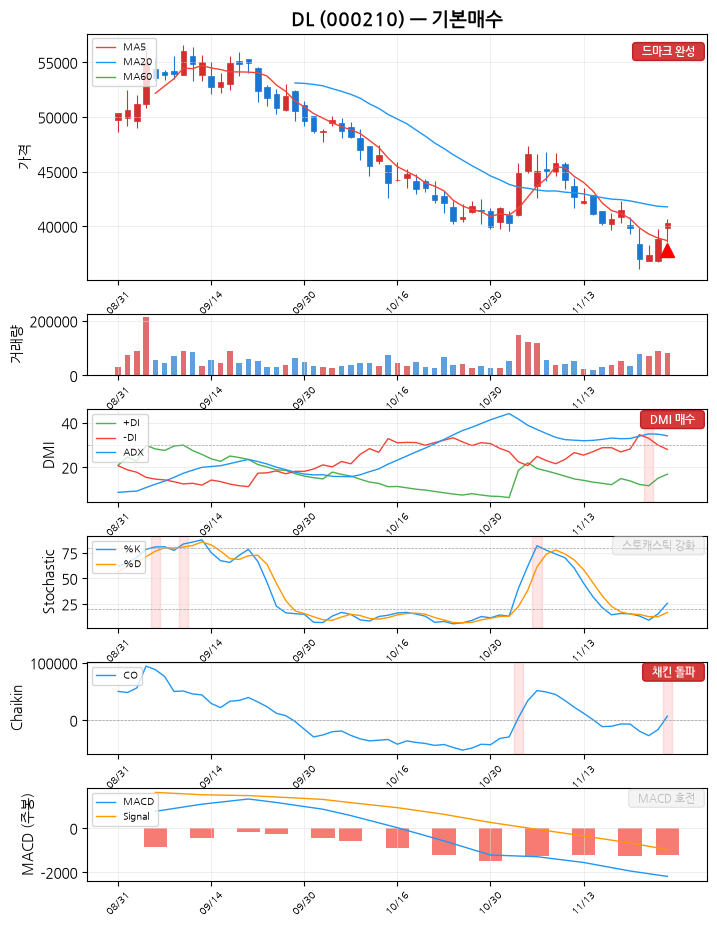 DL (000210) — 기본매수
MA5
MA20
MA60
드마크 완성
55000
50000
45000
40000
가격
08/31 09/14 09/30 10/16 10/30 11/13
200000
0
거래량
08/31 09/14 09/30 10/16 10/30 11/13
+DI
-DI
ADX
DMI 매수
40
20
DMI
08/31 09/14 09/30 10/16 10/30 11/13
%K
%D
스토캐스틱 강화
75
50
25
Stochastic
08/31 09/14 09/30 10/16 10/30 11/13
CO
채킨 돌파
100000
0
Chaikin
08/31 09/14 09/30 10/16 10/30 11/13
MACD
Signal
MACD 호전
0
-2000
MACD (주봉)
08/31 09/14 09/30 10/16 10/30 11/13